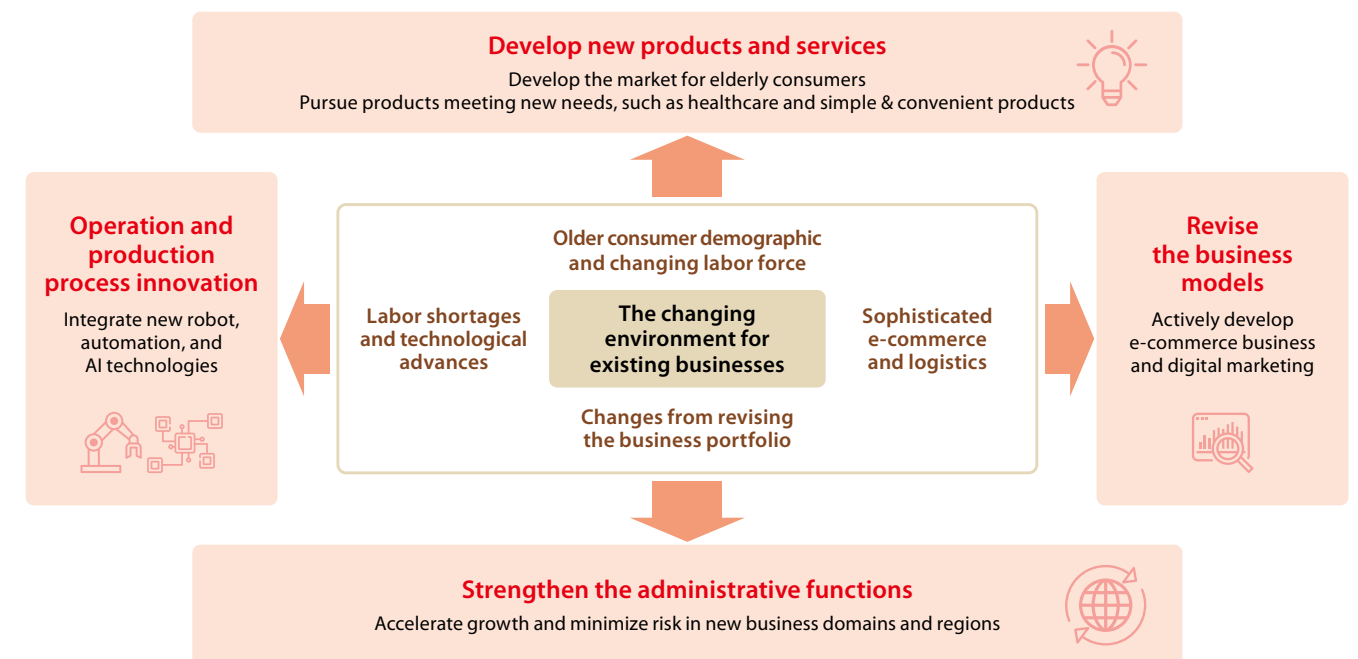 Develop new products and services
Develop the market for elderly consumers
Pursue products meeting new needs, such as healthcare and simple & convenient products
Operation and
production
process innovation
Integrate new robot,
automation, and
AI technologies
Older consumer demographic
and changing labor force
Labor shortages
and technological
advances
The changing
environment for
existing businesses
Sophisticated
e-commerce
and logistics
Changes from revising
the business portfolio
Revise
the business
models
Actively develop
e-commerce business
and digital marketing
Strengthen the administrative functions
Accelerate growth and minimize risk in new business domains and regions